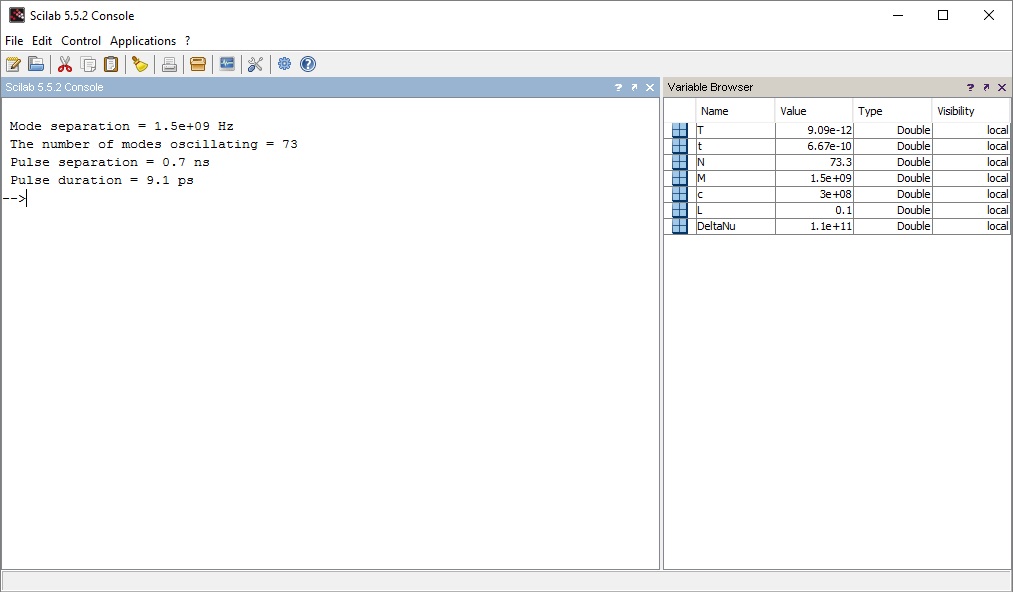 Scilab 5.5.2 Console
File Edit Control Applications ?
Scilab 5.5.2 Console
Mode separation = 1.5e+09 Hz
The number of modes oscillating = 73
Pulse separation = 0.7 ns
Pulse duration = 9.1 ps
-->
Variable Browser
Name Value Type Visibility
T 9.09e-12 Double local
t 6.67e-10 Double local
N 73.3 Double local
M 1.5e+09 Double local
c 3e+08 Double local
L 0.1 Double local
DeltaNu 1.1e+11 Double local